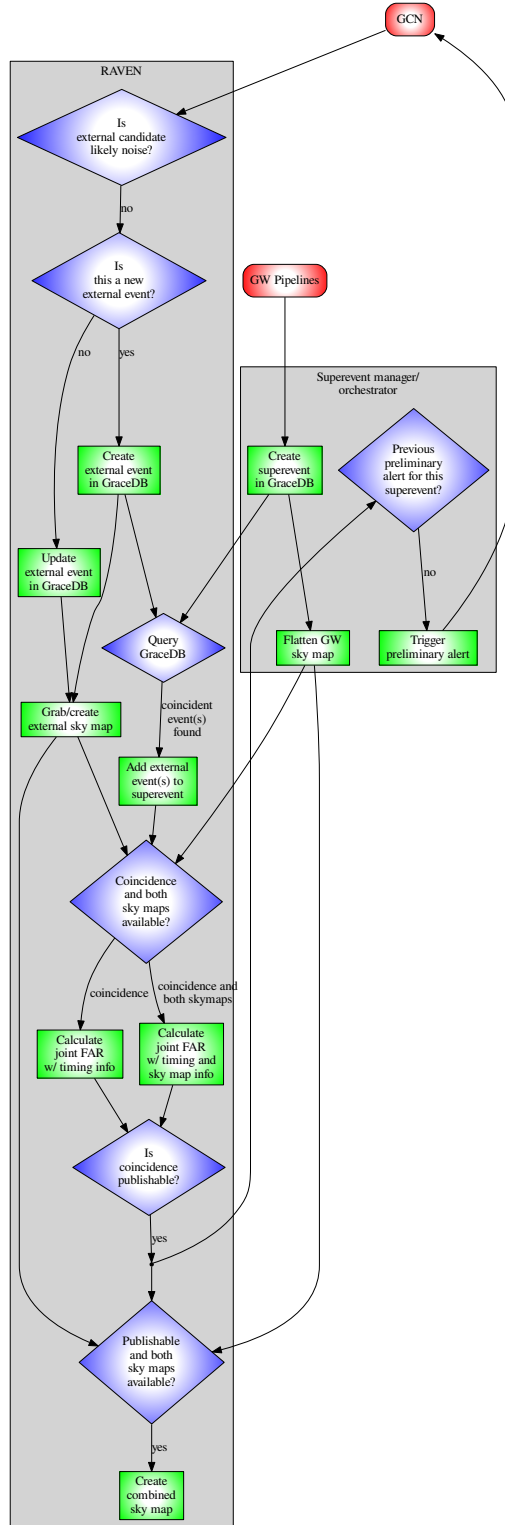 GCN
RAVEN
Is
external candidate
likely noise?
no
Is
this a new
external event?
GW Pipelines
no
yes
Superevent manager/
orchestrator
Create
external event
in GraceDB
Create
superevent
in GraceDB
Previous
preliminary
alert for this
superevent?
Update
external event
in GraceDB
no
Query
GraceDB
Flatten GW
sky map
Trigger
preliminary alert
Grab/create
external sky map
coincident
event(s)
found
Add external
event(s) to
superevent
Coincidence
and both
sky maps
available?
coincidence
coincidence and
both skymaps
Calculate
joint FAR
w/ timing info
Calculate
joint FAR
w/ timing and
sky map info
Is
coincidence
publishable?
yes
Publishable
and both
sky maps
available?
yes
Create
combined
sky map